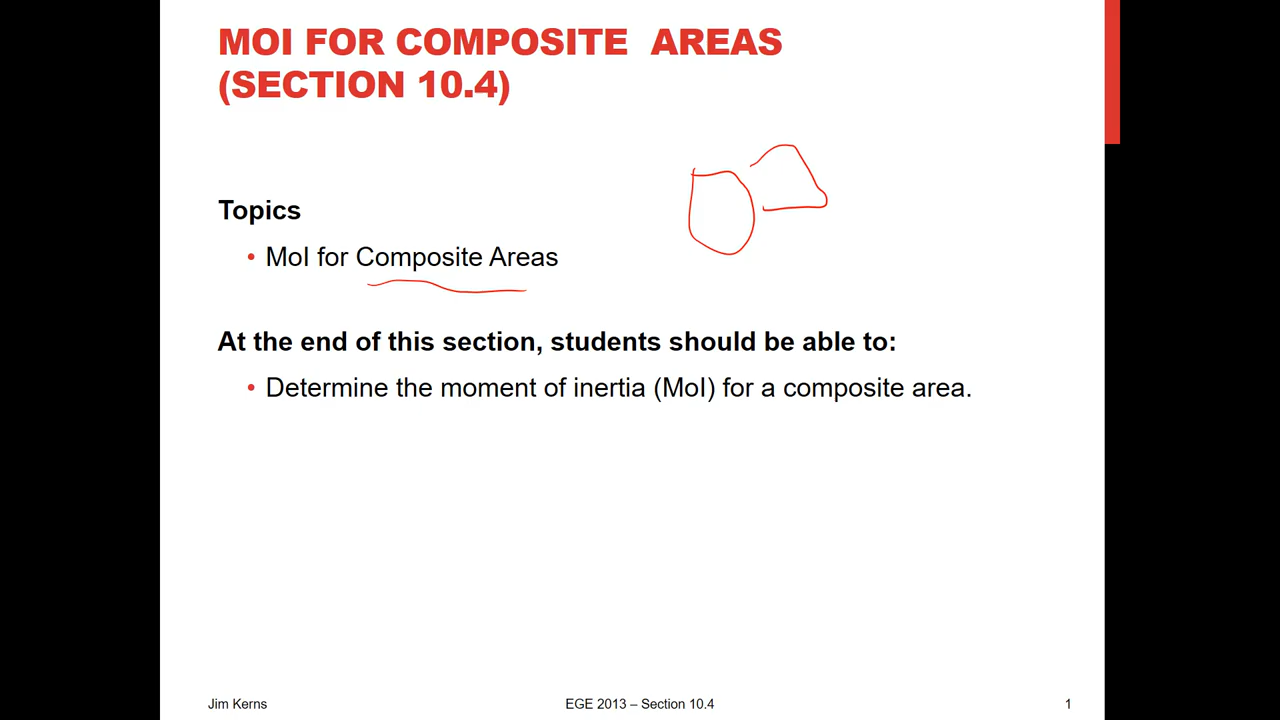 MOI FOR COMPOSITE AREAS
(SECTION 10.4)
Topics
• MoI for Composite Areas
At the end of this section, students should be able to:
• Determine the moment of inertia (MoI) for a composite area.
Jim Kerns
EGE 2013 – Section 10.4
1